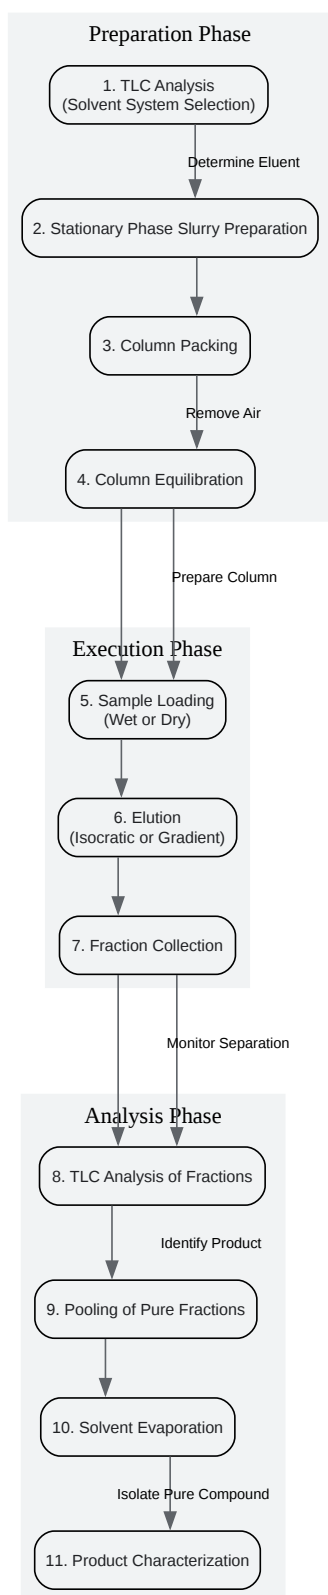 Preparation Phase
1. TLC Analysis
(Solvent System Selection)
Determine Eluent
2. Stationary Phase Slurry Preparation
3. Column Packing
Remove Air
4. Column Equilibration
Prepare Column
Execution Phase
5. Sample Loading
(Wet or Dry)
6. Elution
(Isocratic or Gradient)
7. Fraction Collection
Monitor Separation
Analysis Phase
8. TLC Analysis of Fractions
Identify Product
9. Pooling of Pure Fractions
10. Solvent Evaporation
Isolate Pure Compound
11. Product Characterization